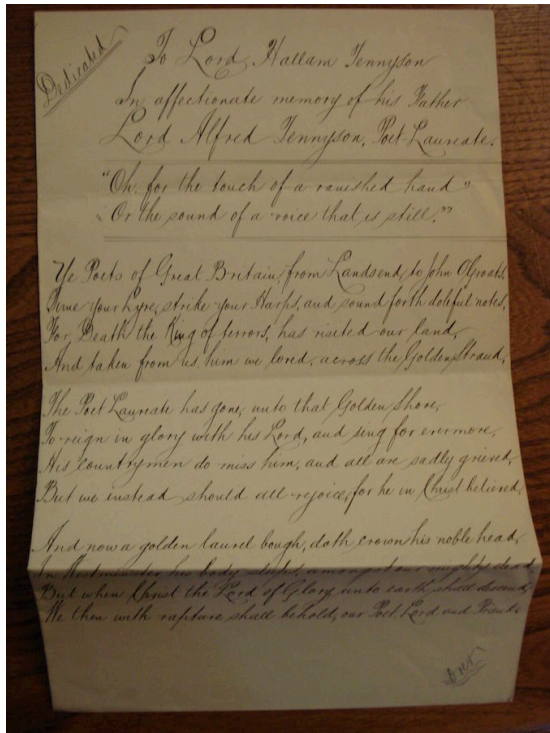 Dedicated
To Lord Hallam Tennyson
In affectionate memory of his Father
Lord Alfred Tennyson, Poet Laureate.
"Oh: for the touch of a vanished hand"
Or the sound of a voice that is still."
Ye Poets of Great Britain, from Landsend, to John O'Groats,
Tune your Lyre, strike your Harps, and sound forth doleful notes,
For, Death the King of terrors, has visited our land,
And taken from us him we loved, across the Golden Strand,
The Poet Laureate has gone, unto that Golden Shore,
To reign in glory with his Lord, and sing for evermore,
His countrymen do miss him, and all are sadly grieved,
But we instead should all rejoice, for he in Christ believed,
And now a golden laurel bough, doth crown his noble head,
In Westminster his body sleeps, amongst our mighty dead,
But when Christ the Lord of Glory unto earth shall descend,
We then with rapture shall behold, our Poet, Lord and